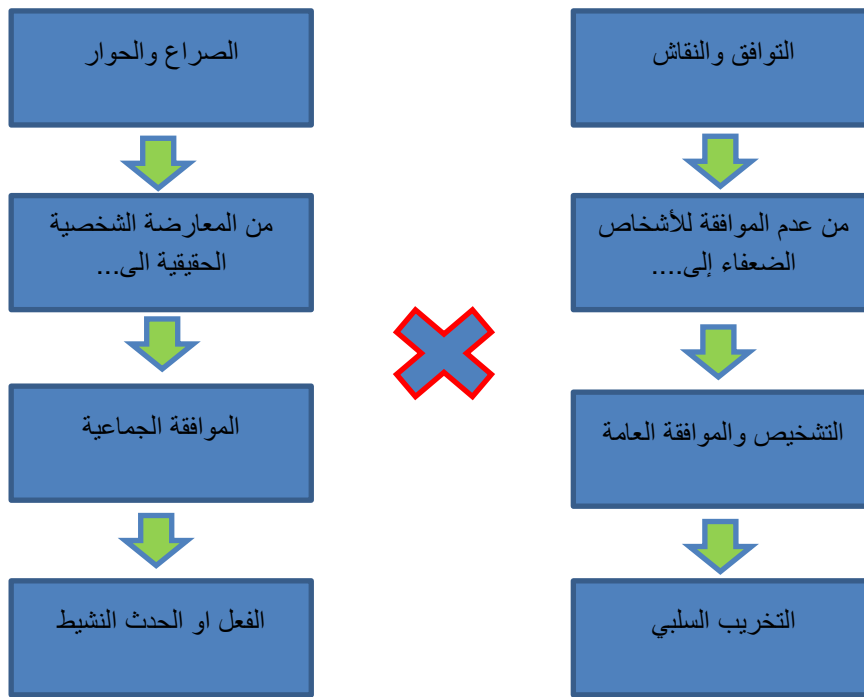 التوافق والنقاش
من عدم الموافقة للأشخاص
الضعفاء إلى....
التشخيص والموافقة العامة
التخريب السلبي
الصراع والحوار
من المعارضة الشخصية
الحقيقية الى...
الموافقة الجماعية
الفعل او الحدث النشيط